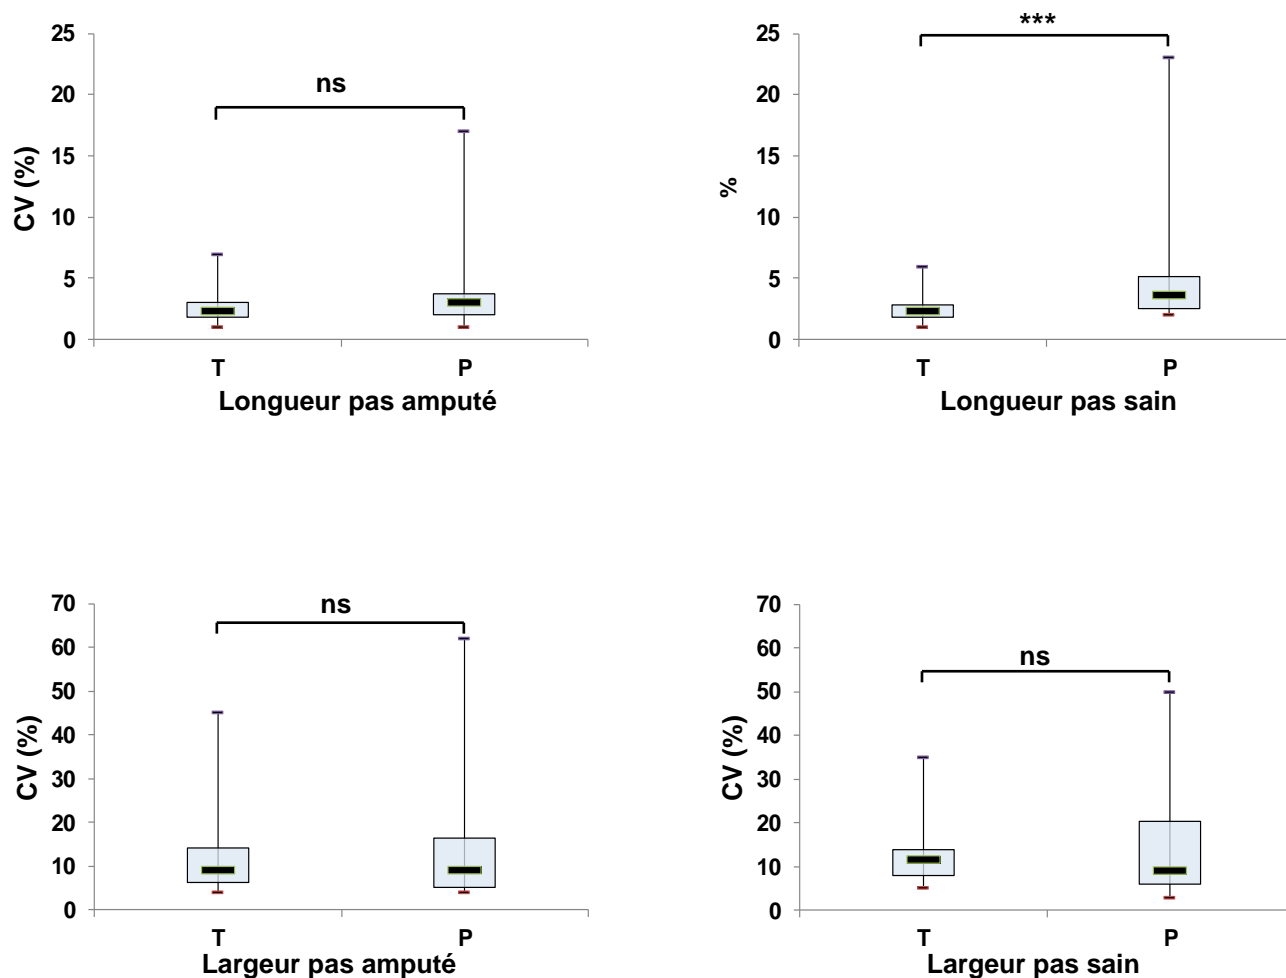 25
20
15
10
5
0
CV (%)
ns
T
P
Longueur pas amputé
25
20
15
10
5
0
%
***
T
P
Longueur pas sain
70
60
50
40
30
20
10
0
CV (%)
ns
T
P
Largeur pas amputé
70
60
50
40
30
20
10
0
CV (%)
ns
T
P
Largeur pas sain